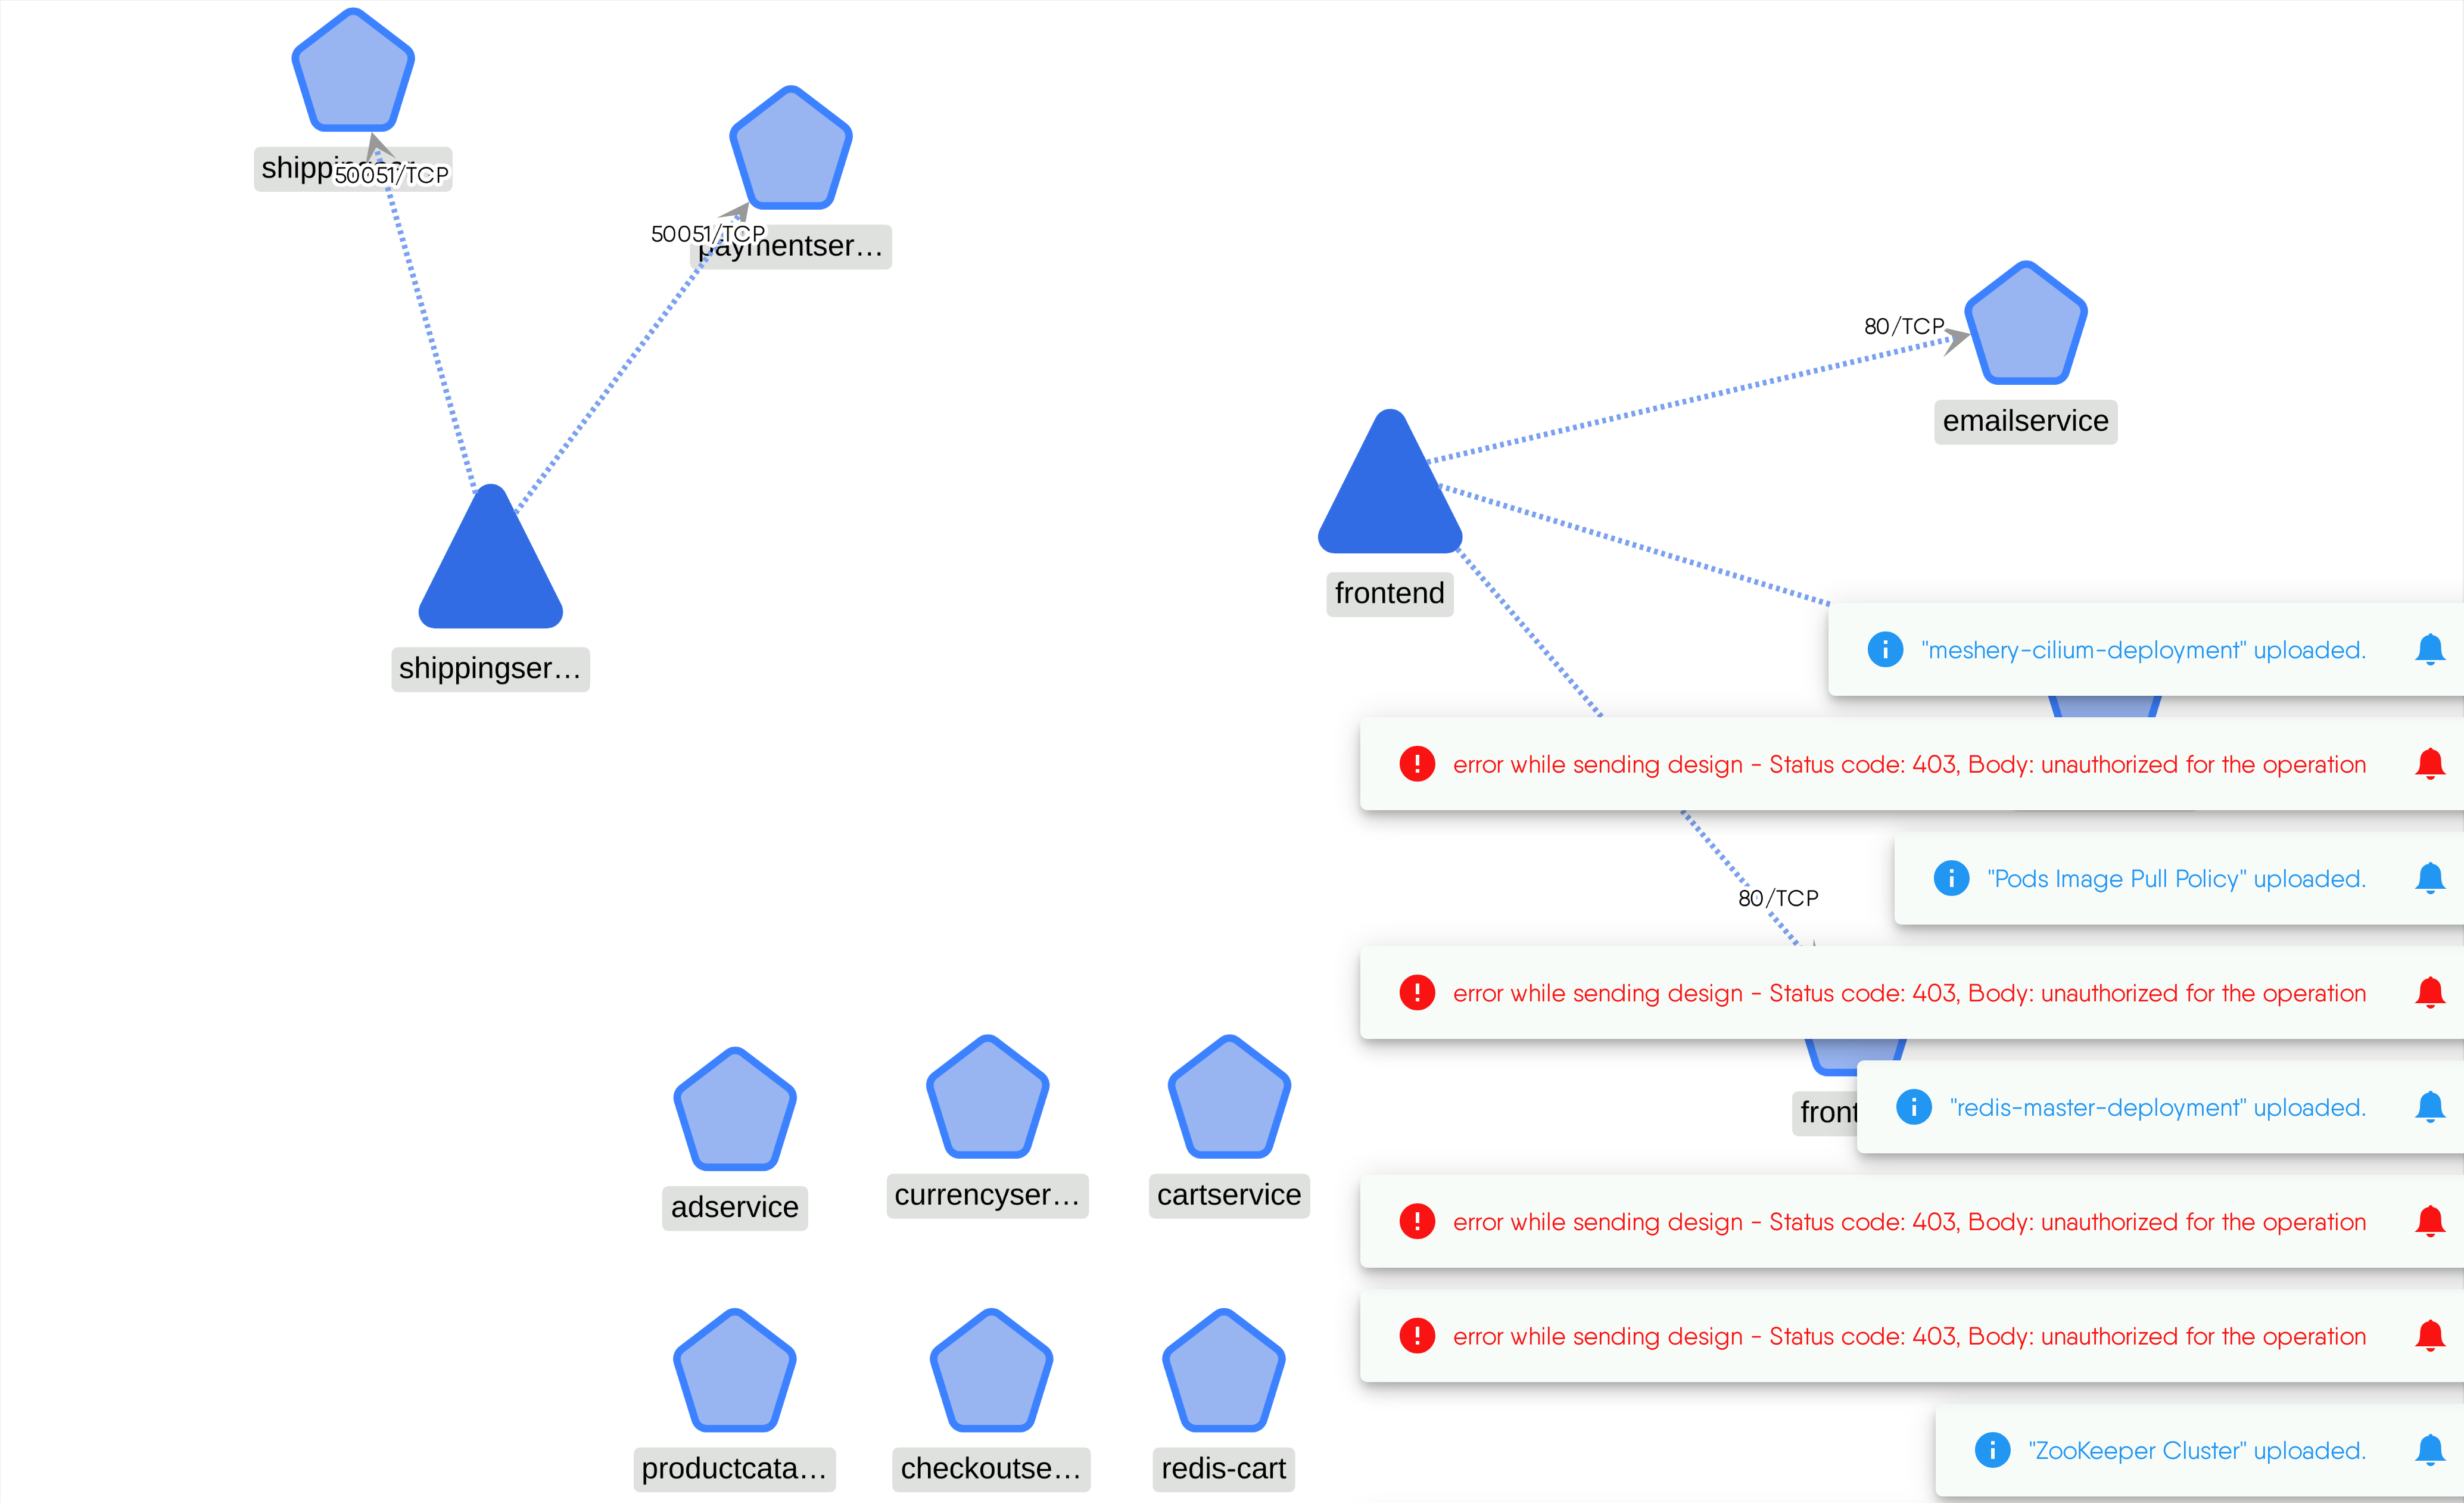 shipp
50051/TCP
50051/TCP
paymentser…
80/TCP
emailservice
frontend
shippingser…
"meshery-cilium-deployment" uploaded.
error while sending design - Status code: 403, Body: unauthorized for the operation
"Pods Image Pull Policy" uploaded.
80/TCP
error while sending design - Status code: 403, Body: unauthorized for the operation
front
"redis-master-deployment" uploaded.
adservice
currencyser…
cartservice
error while sending design - Status code: 403, Body: unauthorized for the operation
error while sending design - Status code: 403, Body: unauthorized for the operation
productcata…
checkoutse…
redis-cart
"ZooKeeper Cluster" uploaded.